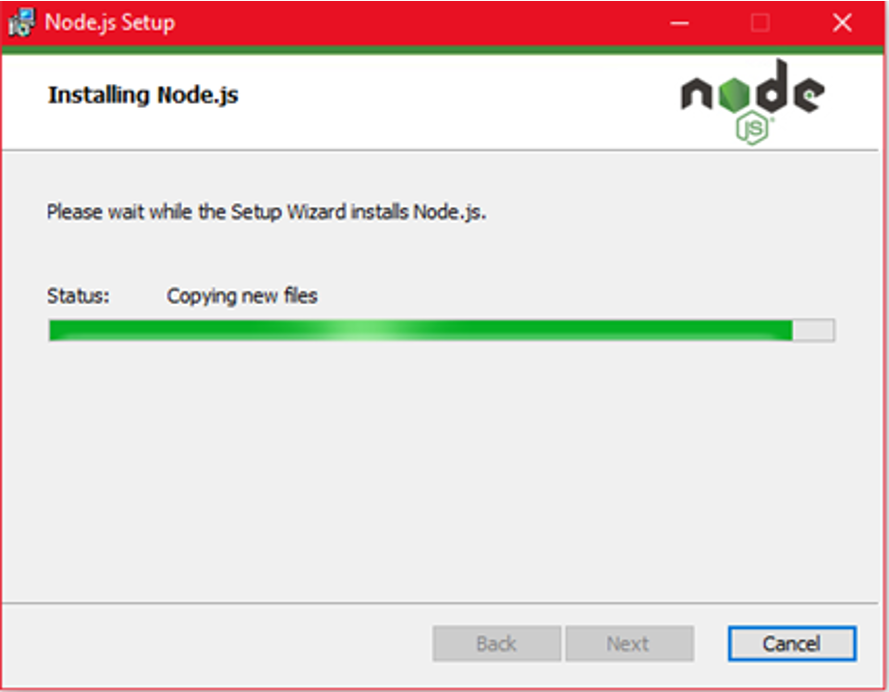 Node.js Setup
Installing Node.js
node
JS
Please wait while the Setup Wizard installs Node.js.
Status: Copying new files
Back Next Cancel